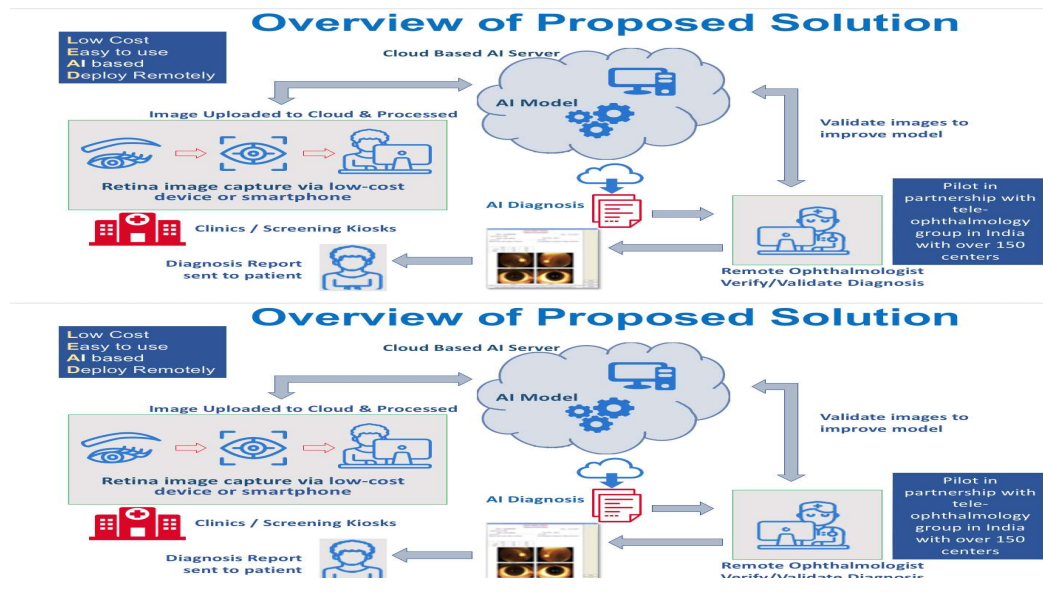 Overview of Proposed Solution
Low Cost
Easy to use
AI based
Deploy Remotely
Cloud Based AI Server
AI Model
Image Uploaded to Cloud & Processed
Validate images to
improve model
Retina image capture via low-cost
device or smartphone
AI Diagnosis
Pilot in
partnership with
tele-
ophthalmology
group in India
with over 150
centers
Clinics / Screening Kiosks
Diagnosis Report
sent to patient
Remote Ophthalmologist
Verify/Validate Diagnosis
Overview of Proposed Solution
Low Cost
Easy to use
AI based
Deploy Remotely
Cloud Based AI Server
AI Model
Image Uploaded to Cloud & Processed
Validate images to
improve model
Retina image capture via low-cost
device or smartphone
AI Diagnosis
Pilot in
partnership with
tele-
ophthalmology
group in India
with over 150
centers
Clinics / Screening Kiosks
Diagnosis Report
sent to patient
Remote Ophthalmologist
Verify/Validate Diagnosis